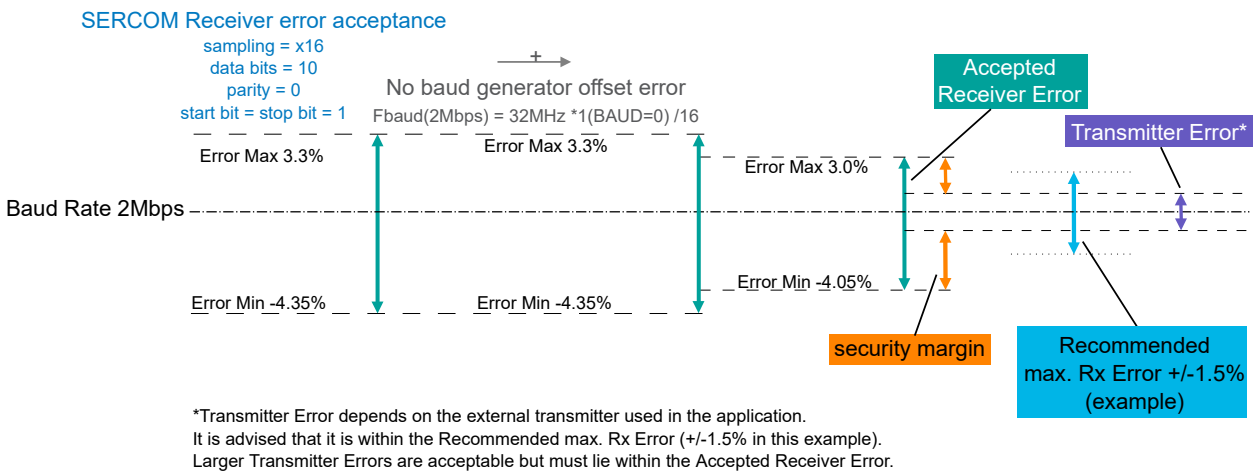 SERCOM Receiver error acceptance
sampling = x16
data bits = 10
parity = 0
start bit = stop bit = 1
+
No baud generator offset error
Fbaud(2Mbps) = 32MHz *1(BAUD=0) /16
Accepted
Receiver Error
Transmitter Error*
Error Max 3.3%
Error Max 3.3%
Error Max 3.0%
Baud Rate 2Mbps
Error Min -4.35%
Error Min -4.35%
Error Min -4.05%
security margin
Recommended
max. Rx Error +/-1.5%
(example)
*Transmitter Error depends on the external transmitter used in the application.
It is advised that it is within the Recommended max. Rx Error (+/-1.5% in this example).
Larger Transmitter Errors are acceptable but must lie within the Accepted Receiver Error.